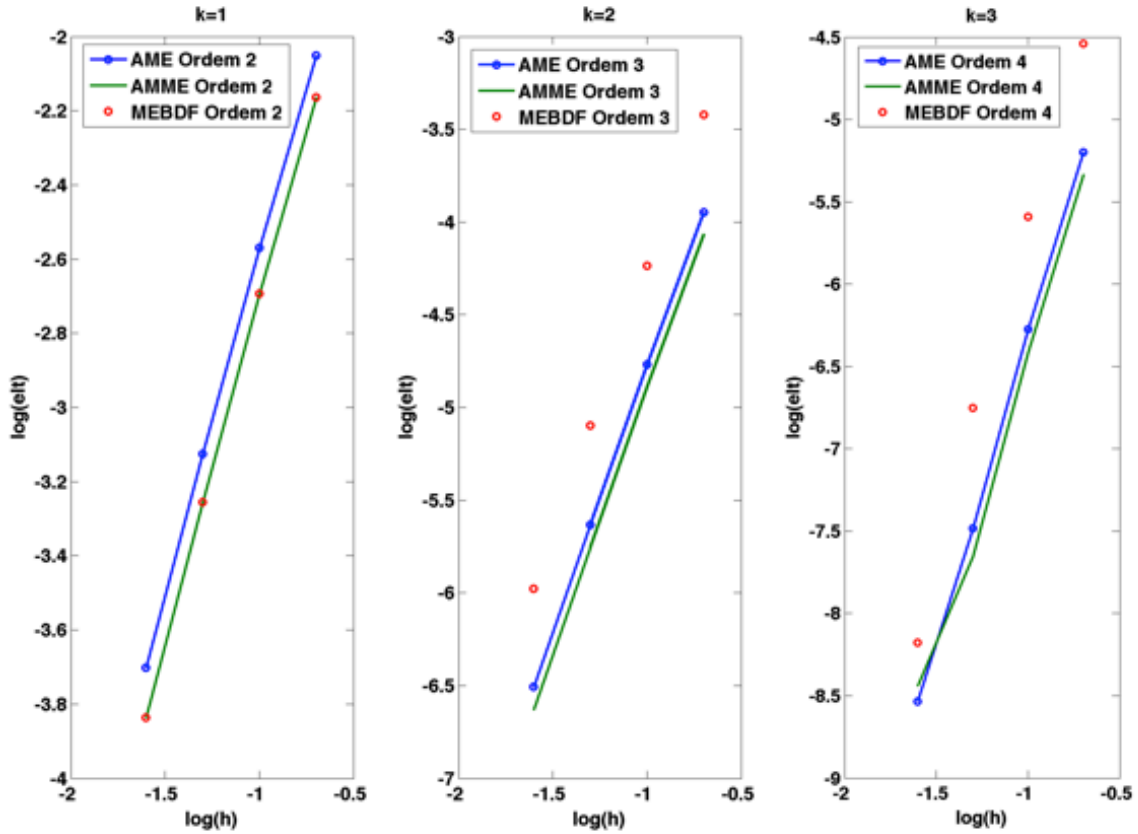 k=1
-2
-2.2
-2.4
-2.6
-2.8
-3
-3.2
-3.4
-3.6
-3.8
-4
log(elt)
AME Ordem 2
AMME Ordem 2
MEBDF Ordem 2
-2
-1.5
-1
-0.5
log(h)
k=2
-3
-3.5
-4
-4.5
-5
-5.5
-6
-6.5
-7
log(elt)
AME Ordem 3
AMME Ordem 3
MEBDF Ordem 3
-2
-1.5
-1
-0.5
log(h)
k=3
-4.5
-5
-5.5
-6
-6.5
-7
-7.5
-8
-8.5
-9
log(elt)
AME Ordem 4
AMME Ordem 4
MEBDF Ordem 4
-2
-1.5
-1
-0.5
log(h)